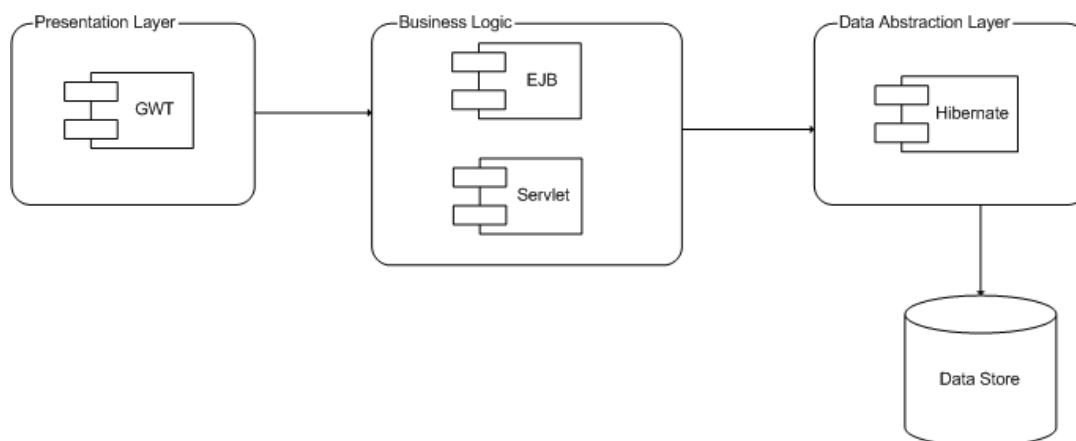 Presentation Layer
GWT
Business Logic
EJB
Servlet
Data Abstraction Layer
Hibernate
Data Store